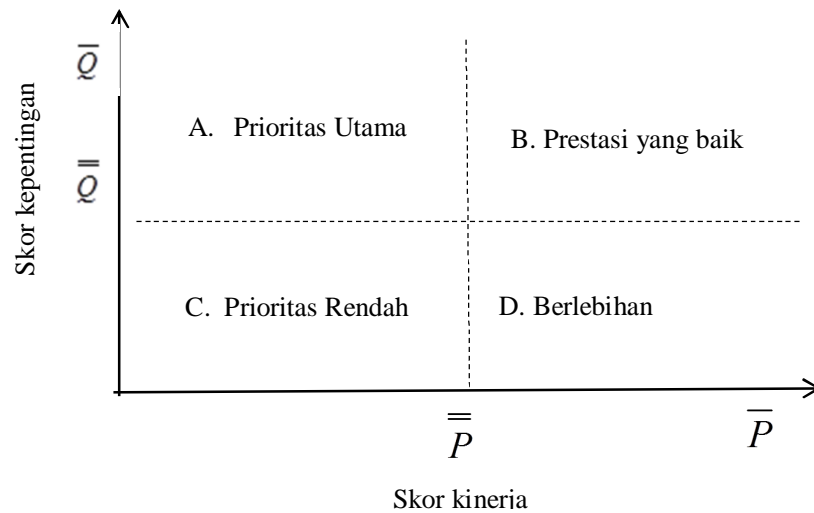 Q̅
Skor kepentingan
A. Prioritas Utama
B. Prestasi yang baik
Q̿
C. Prioritas Rendah
D. Berlebihan
P̿
P̅
Skor kinerja